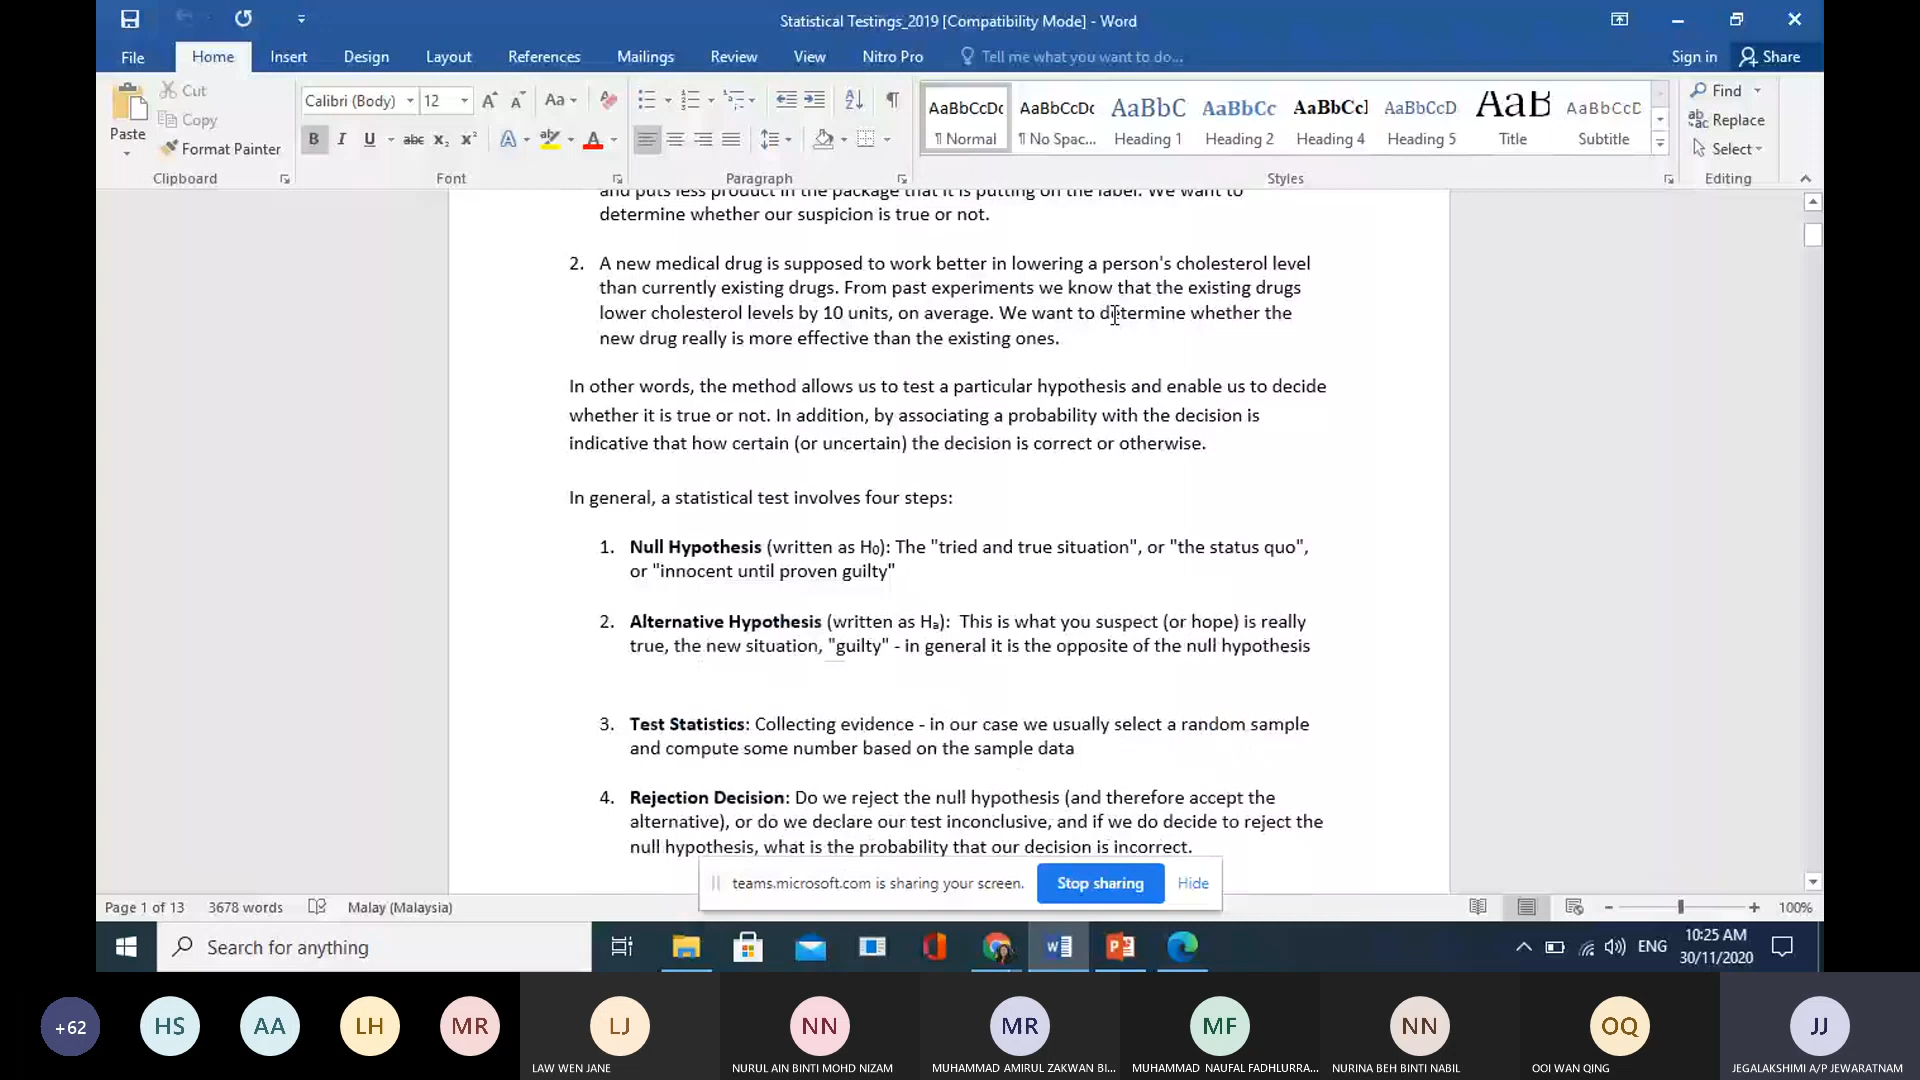 Statistical Testings_2019 [Compatibility Mode] - Word
File Home Insert Design Layout References Mailings Review View Nitro Pro Tell me what you want to do... Sign in Share
Paste
Cut
Copy
Format Painter
Clipboard
Calibri (Body) 12
Font
Paragraph
AaBbCcDc AaBbCcDc AaBbC AaBbCc AaBbCcI AaBbCcD AaB AaBbCcD
¶ Normal ¶ No Spac... Heading 1 Heading 2 Heading 4 Heading 5 Title Subtitle
Styles
Find
Replace
Select
Editing
and puts less product in the package that it is putting on the label. We want to
determine whether our suspicion is true or not.
2. A new medical drug is supposed to work better in lowering a person's cholesterol level
than currently existing drugs. From past experiments we know that the existing drugs
lower cholesterol levels by 10 units, on average. We want to determine whether the
new drug really is more effective than the existing ones.
In other words, the method allows us to test a particular hypothesis and enable us to decide
whether it is true or not. In addition, by associating a probability with the decision is
indicative that how certain (or uncertain) the decision is correct or otherwise.
In general, a statistical test involves four steps:
1. Null Hypothesis (written as H0): The "tried and true situation", or "the status quo",
or "innocent until proven guilty"
2. Alternative Hypothesis (written as Ha): This is what you suspect (or hope) is really
true, the new situation, "guilty" - in general it is the opposite of the null hypothesis
3. Test Statistics: Collecting evidence - in our case we usually select a random sample
and compute some number based on the sample data
4. Rejection Decision: Do we reject the null hypothesis (and therefore accept the
alternative), or do we declare our test inconclusive, and if we do decide to reject the
null hypothesis, what is the probability that our decision is incorrect.
teams.microsoft.com is sharing your screen. Stop sharing Hide
Page 1 of 13 3678 words Malay (Malaysia) 100%
Search for anything
ENG
10:25 AM
30/11/2020
+62 HS AA LH MR LJ NN MR MF NN OQ JJ
LAW WEN JANE NURUL AIN BINTI MOHD NIZAM MUHAMMAD AMIRUL ZAKWAN BI... MUHAMMAD NAUFAL FADHLURRA... NURINA BEH BINTI NABIL OOI WAN QING JEGALAKSHIMI A/P JEWARATNAM